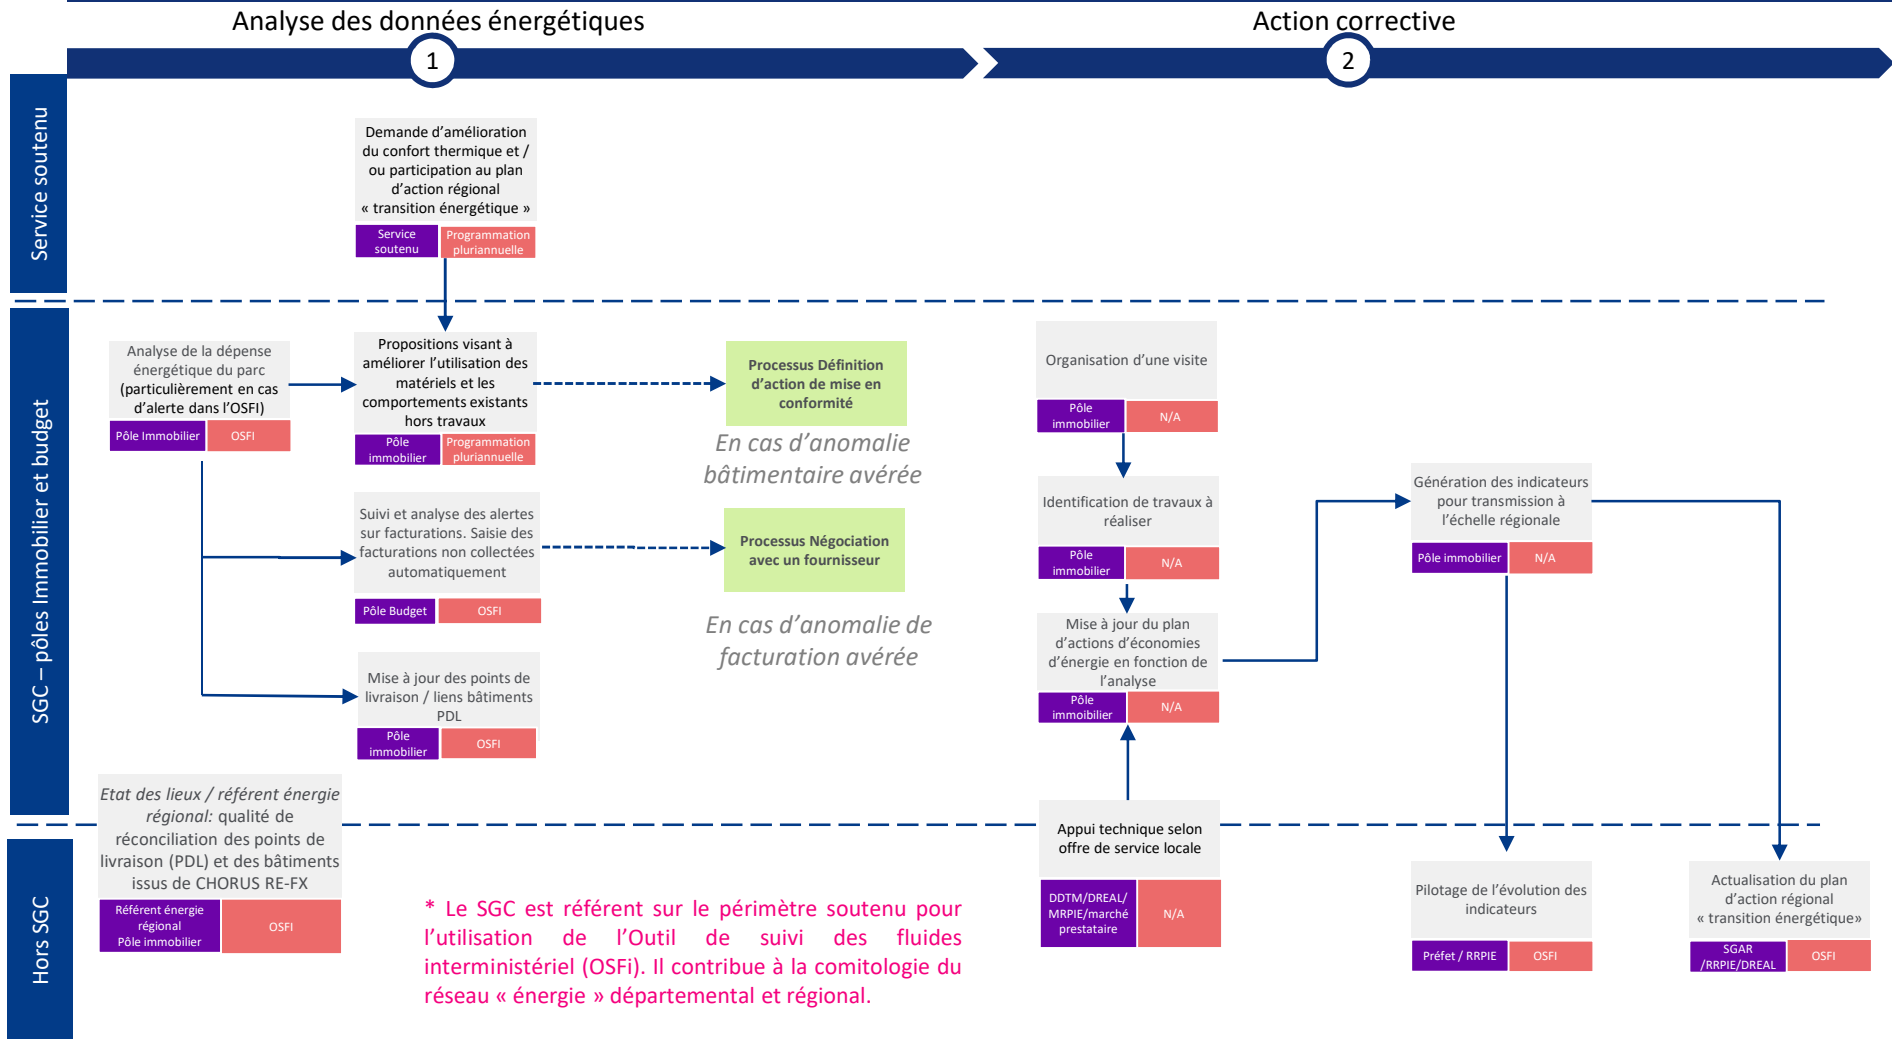 Analyse des données énergétiques
Action corrective
1
2
Service soutenu
Demande d’amélioration
du confort thermique et /
ou participation au plan
d’action régional
« transition énergétique »
Service
soutenu
Programmation
pluriannuelle
SGC – pôles Immobilier et budget
Analyse de la dépense
énergétique du parc
(particulièrement en cas
d’alerte dans l’OSFI)
Pôle Immobilier
OSFI
Propositions visant à
améliorer l’utilisation des
matériels et les
comportements existants
hors travaux
Pôle
immobilier
Programmation
pluriannuelle
Processus Définition
d’action de mise en
conformité
En cas d’anomalie
bâtimentaire avérée
Suivi et analyse des alertes
sur facturations. Saisie des
facturations non collectées
automatiquement
Pôle Budget
OSFI
Processus Négociation
avec un fournisseur
En cas d’anomalie de
facturation avérée
Mise à jour des points de
livraison / liens bâtiments
PDL
Pôle
immobilier
OSFI
Organisation d’une visite
Pôle
immobilier
N/A
Identification de travaux à
réaliser
Pôle
immobilier
N/A
Mise à jour du plan
d’actions d’économies
d’énergie en fonction de
l’analyse
Pôle
immoibilier
N/A
Génération des indicateurs
pour transmission à
l’échelle régionale
Pôle immobilier
N/A
Hors SGC
Etat des lieux / référent énergie
régional: qualité de
réconciliation des points de
livraison (PDL) et des bâtiments
issus de CHORUS RE-FX
Référent énergie
régional
Pôle immobilier
OSFI
* Le SGC est référent sur le périmètre soutenu pour
l’utilisation de l’Outil de suivi des fluides
interministériel (OSFi). Il contribue à la comitologie du
réseau « énergie » départemental et régional.
Appui technique selon
offre de service locale
DDTM/DREAL/
MRPIE/marché
prestataire
N/A
Pilotage de l’évolution des
indicateurs
Préfet / RRPIE
OSFI
Actualisation du plan
d’action régional
« transition énergétique»
SGAR
/RRPIE/DREAL
OSFI